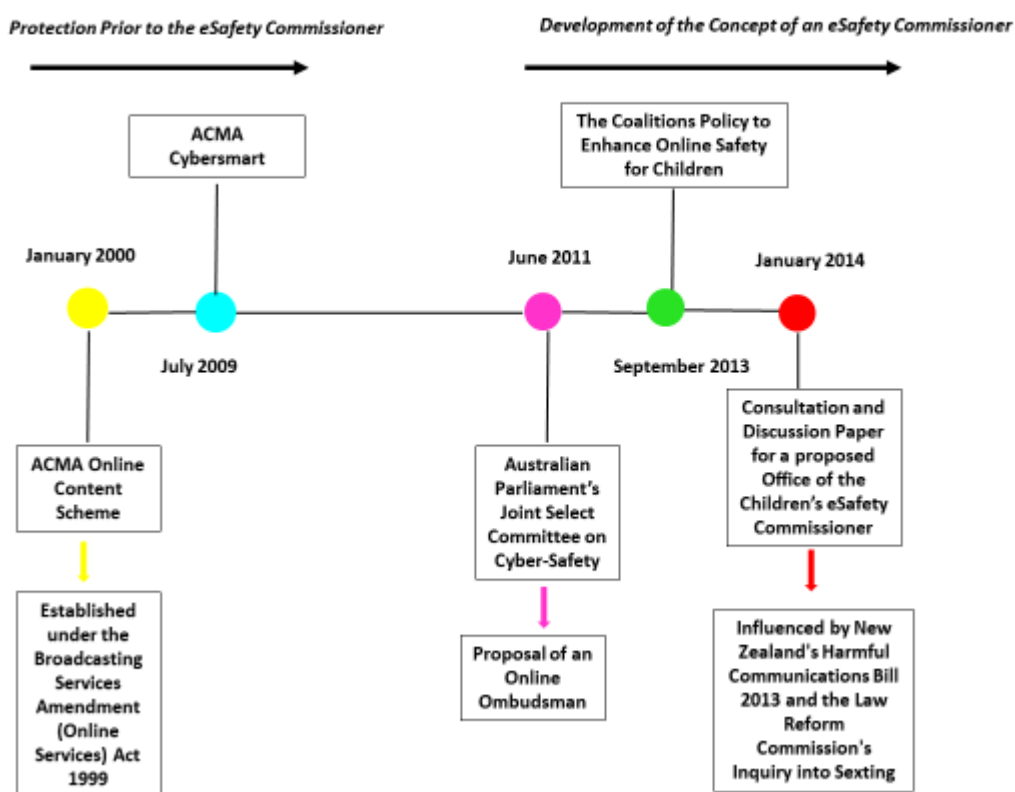 Protection Prior to the eSafety Commissioner
Development of the Concept of an eSafety Commissioner
ACMA
Cybersmart
The Coalitions Policy to
Enhance Online Safety
for Children
January 2000
June 2011
January 2014
July 2009
September 2013
ACMA Online
Content
Scheme
Australian
Parliament's
Joint Select
Committee on
Cyber-Safety
Consultation and
Discussion Paper
for a proposed
Office of the
Children's eSafety
Commissioner
Established
under the
Broadcasting
Services
Amendment
(Online
Services) Act
1999
Proposal of an
Online
Ombudsman
Influenced by New
Zealand's Harmful
Communications Bill
2013 and the Law
Reform
Commission's
Inquiry into Sexting